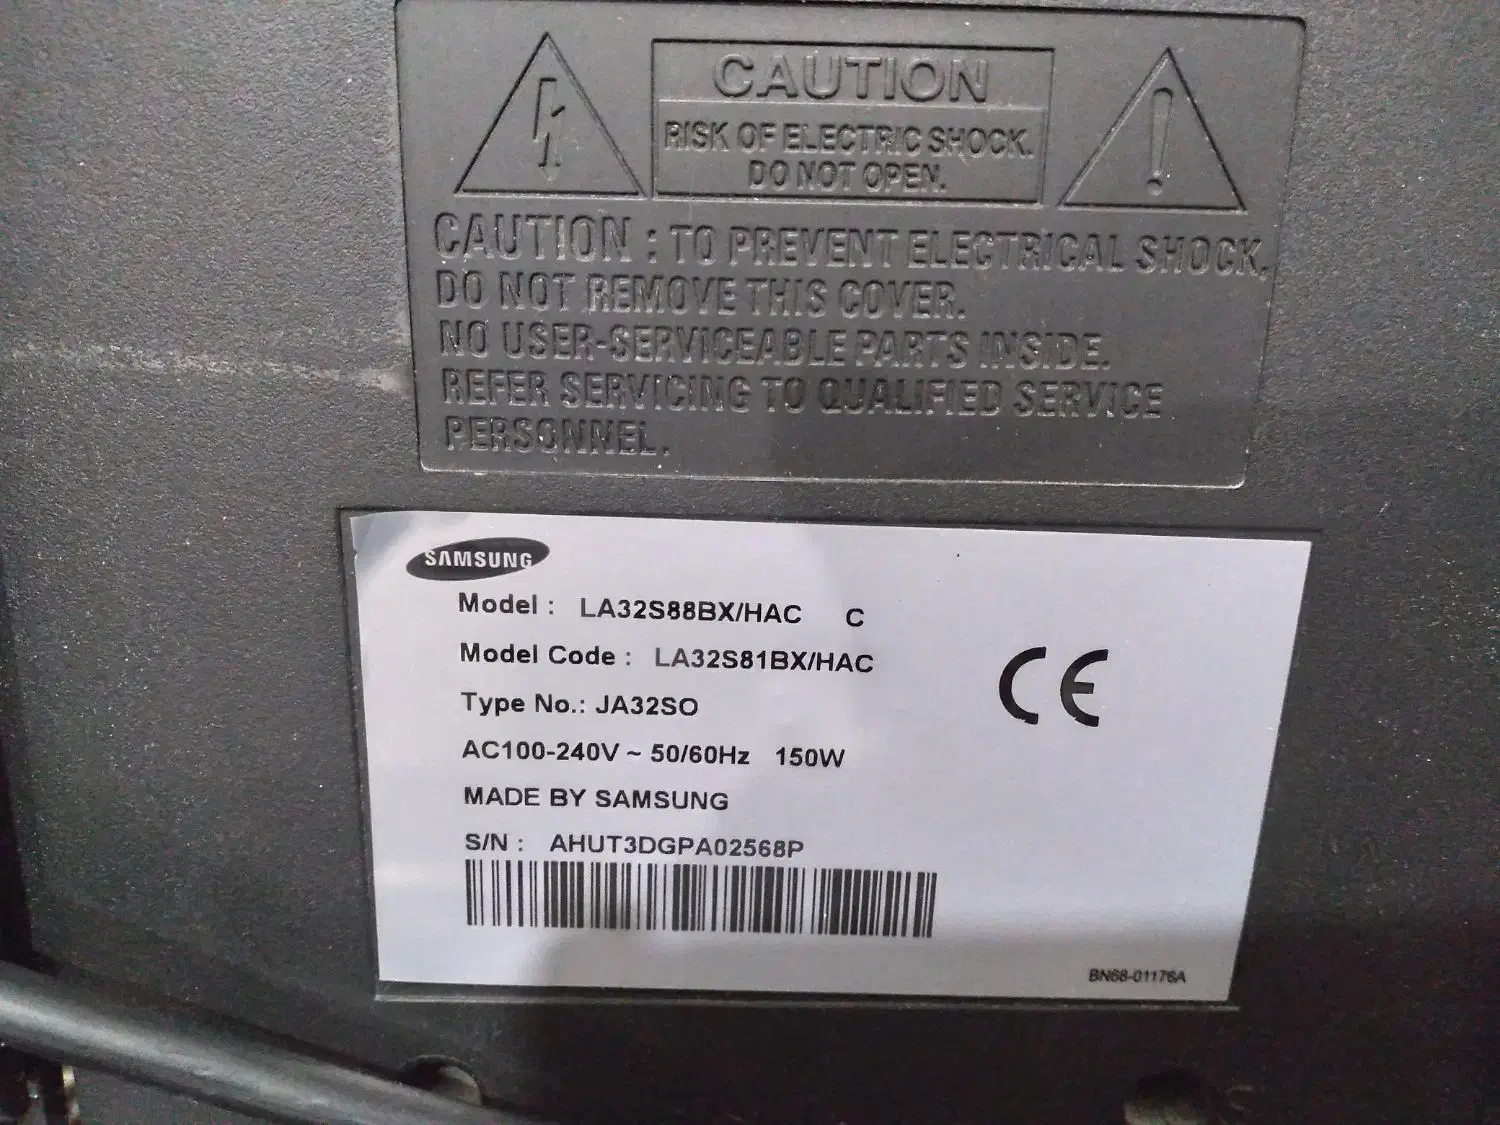 CAUTION
RISK OF ELECTRIC SHOCK.
DO NOT OPEN.
CAUTION : TO PREVENT ELECTRICAL SHOCK,
DO NOT REMOVE THIS COVER.
NO USER-SERVICEABLE PARTS INSIDE.
REFER SERVICING TO QUALIFIED SERVICE
PERSONNEL.
SAMSUNG
Model : LA32S88BX/HAC C
Model Code : LA32S81BX/HAC
Type No.: JA32SO
AC100-240V ~ 50/60Hz 150W
MADE BY SAMSUNG
S/N : AHUT3DGPA02568P
CE
BN68-01176A